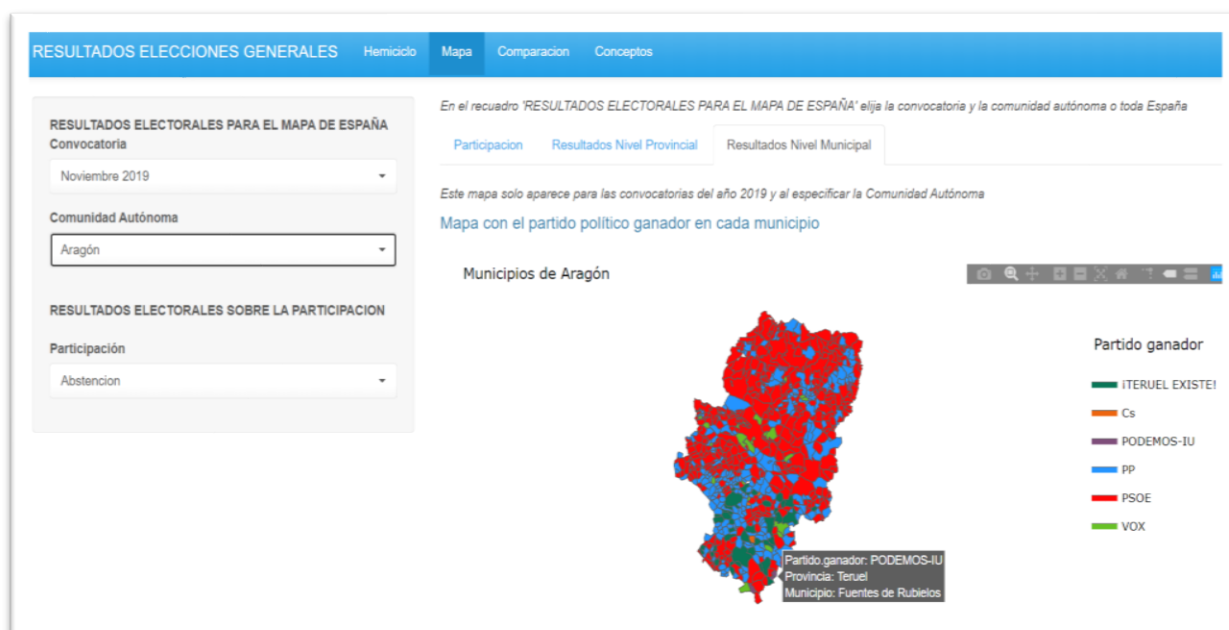 RESULTADOS ELECCIONES GENERALES Hemiciclo Mapa Comparacion Conceptos
RESULTADOS ELECTORALES PARA EL MAPA DE ESPAÑA
Convocatoria
Noviembre 2019
Comunidad Autónoma
Aragón
RESULTADOS ELECTORALES SOBRE LA PARTICIPACION
Participación
Abstencion
En el recuadro 'RESULTADOS ELECTORALES PARA EL MAPA DE ESPAÑA' elija la convocatoria y la comunidad autónoma o toda España
Participacion Resultados Nivel Provincial Resultados Nivel Municipal
Este mapa solo aparece para las convocatorias del año 2019 y al especificar la Comunidad Autónoma
Mapa con el partido político ganador en cada municipio
Municipios de Aragón
Partido ganador
¡TERUEL EXISTE!
Cs
PODEMOS-IU
PP
PSOE
VOX
Partido.ganador: PODEMOS-IU
Provincia: Teruel
Municipio: Fuentes de Rubielos